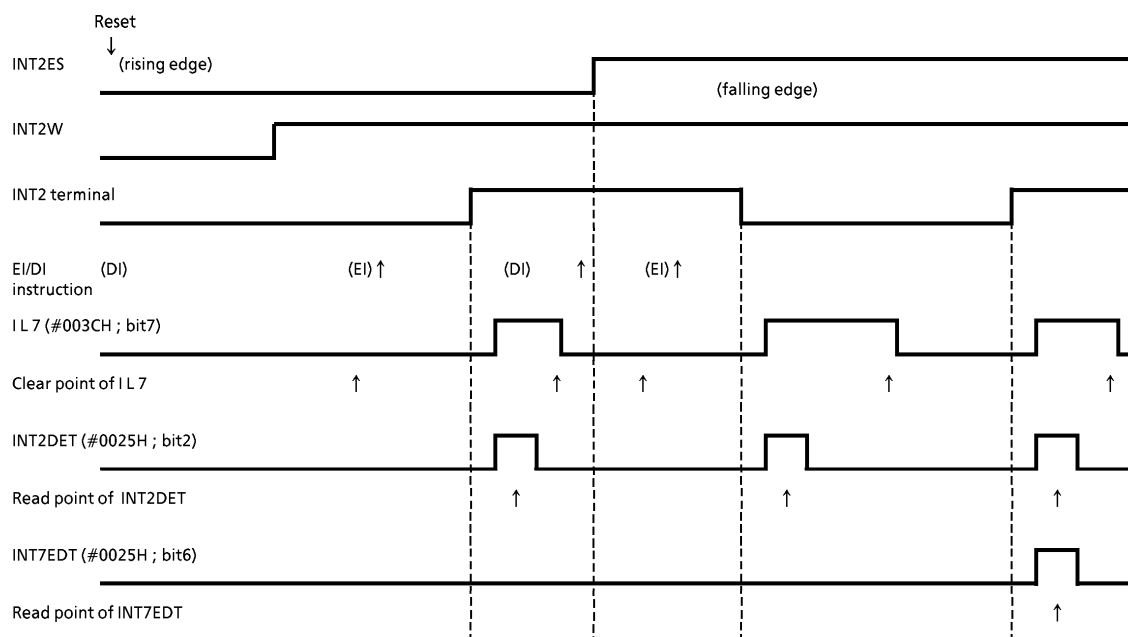 Reset
↓
INT2ES (rising edge)
(falling edge)
INT2W
INT2 terminal
EI/DI (DI) (EI)↑ (DI) ↑ (EI)↑
instruction
I L 7 (#003CH ; bit7)
Clear point of I L 7 ↑ ↑ ↑ ↑ ↑
INT2DET (#0025H ; bit2)
Read point of INT2DET ↑ ↑ ↑
INT7EDT (#0025H ; bit6)
Read point of INT7EDT ↑